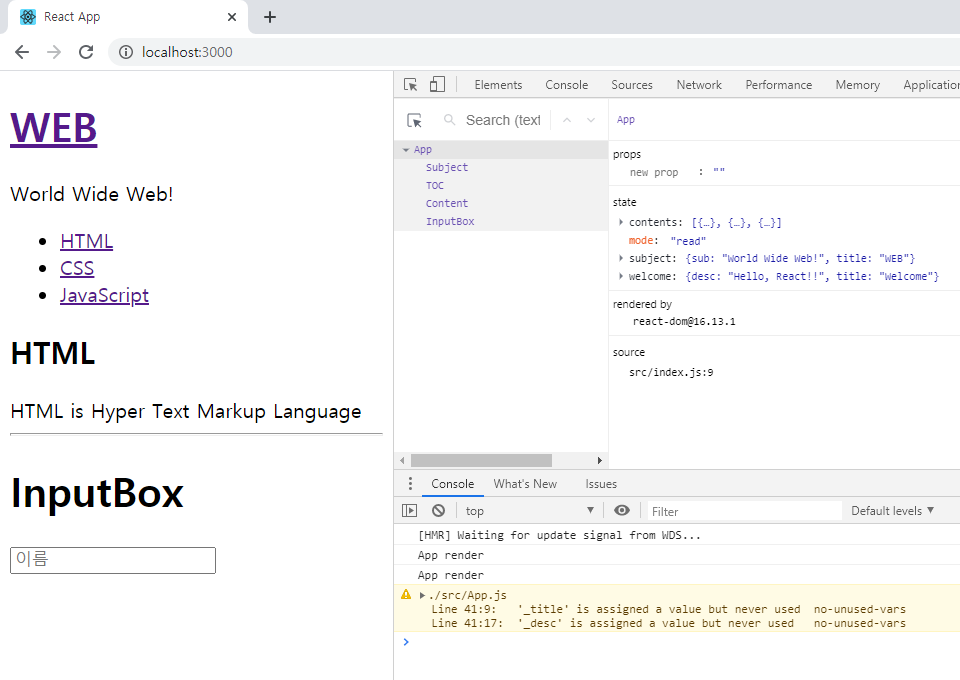 React App
localhost:3000
WEB
World Wide Web!
HTML
CSS
JavaScript
HTML
HTML is Hyper Text Markup Language
InputBox
이름
Elements Console Sources Network Performance Memory Application
Search (text
App
Subject
TOC
Content
InputBox
App
props
new prop : ""
state
contents: [{…}, {…}, {…}]
mode: "read"
subject: {sub: "World Wide Web!", title: "WEB"}
welcome: {desc: "Hello, React!!", title: "Welcome"}
rendered by
react-dom@16.13.1
source
src/index.js:9
Console What's New Issues
top Filter Default levels
[HMR] Waiting for update signal from WDS...
App render
App render
./src/App.js
Line 41:9: '_title' is assigned a value but never used no-unused-vars
Line 41:17: '_desc' is assigned a value but never used no-unused-vars